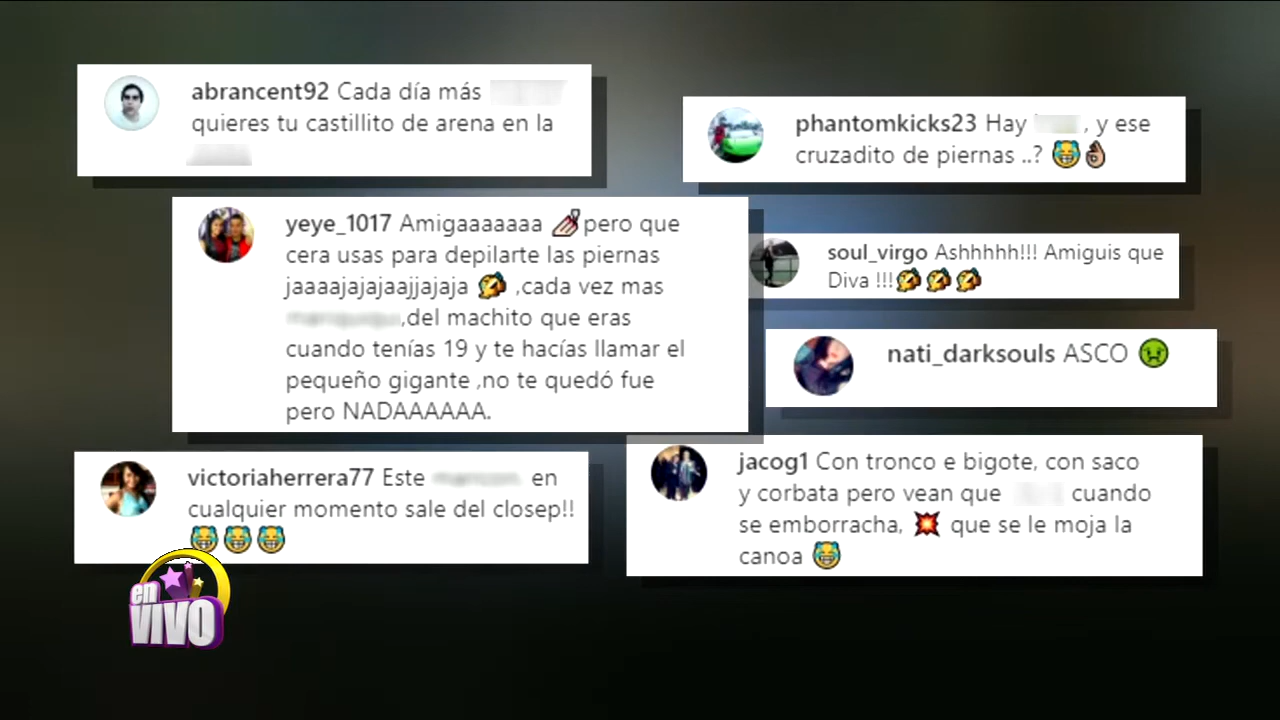 abrancent92 Cada día más
quieres tu castillito de arena en la
phantomkicks23 Hay , y ese
cruzadito de piernas ..?
yeye_1017 Amigaaaaaaa pero que
cera usas para depilarte las piernas
jaaaajajajaajjajaja ,cada vez mas
,del machito que eras
cuando tenías 19 y te hacías llamar el
pequeño gigante ,no te quedó fue
pero NADAAAAAA.
soul_virgo Ashhhhh!!! Amiguis que
Diva !!!
nati_darksouls ASCO
victoriaherrera77 Este en
cualquier momento sale del closep!!
jacog1 Con tronco e bigote, con saco
y corbata pero vean que cuando
se emborracha, que se le moja la
canoa
en
VIVO